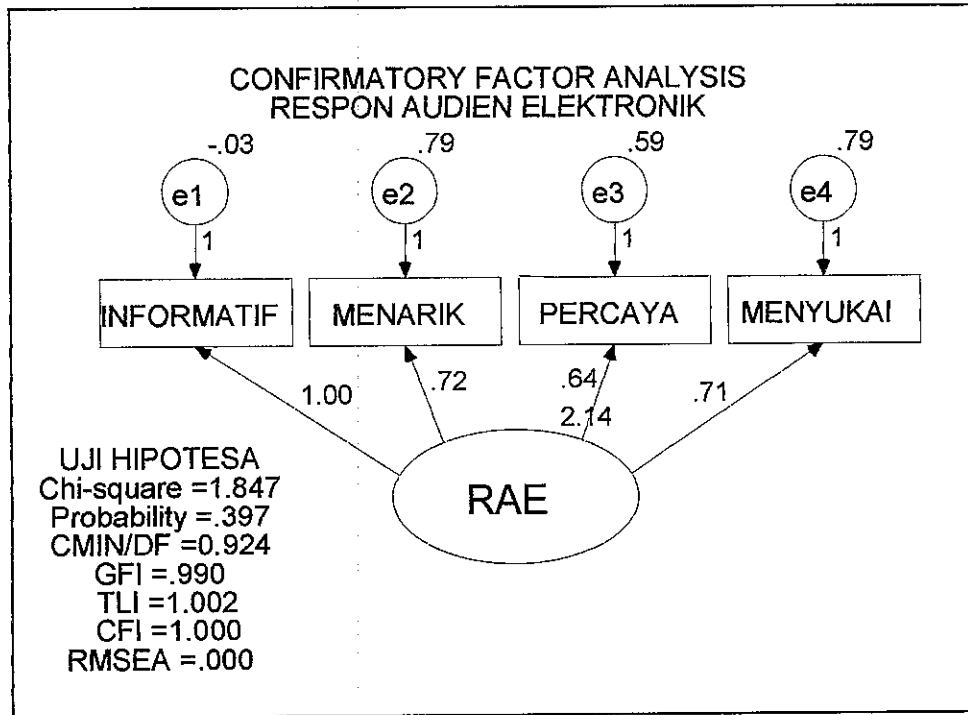 CONFIRMATORY FACTOR ANALYSIS
RESPON AUDIEN ELEKTRONIK
-.03 .79 .59 .79
e1 e2 e3 e4
1 1 1 1
INFORMATIF MENARIK PERCAYA MENYUKAI
1.00 .72 .64 .71
2.14
RAE
UJI HIPOTESA
Chi-square =1.847
Probability =.397
CMIN/DF =0.924
GFI =.990
TLI =1.002
CFI =1.000
RMSEA =.000